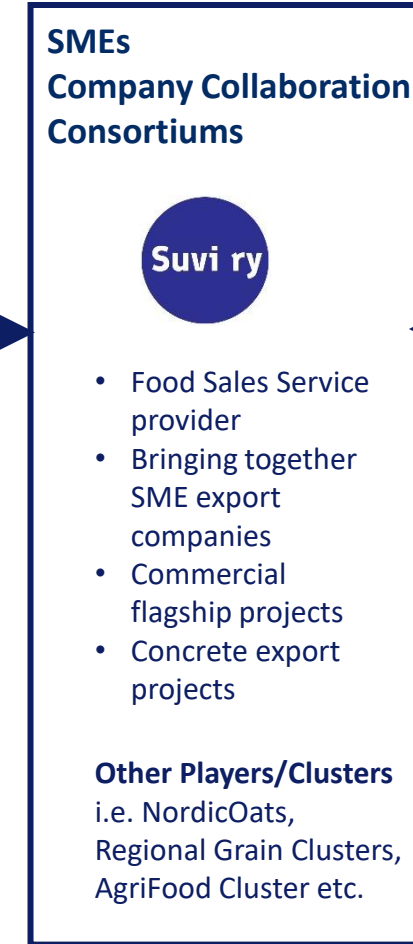 SMEs
Company Collaboration
Consortiums
Suvi ry
• Food Sales Service
provider
• Bringing together
SME export
companies
• Commercial
flagship projects
• Concrete export
projects
Other Players/Clusters
i.e. NordicOats,
Regional Grain Clusters,
AgriFood Cluster etc.